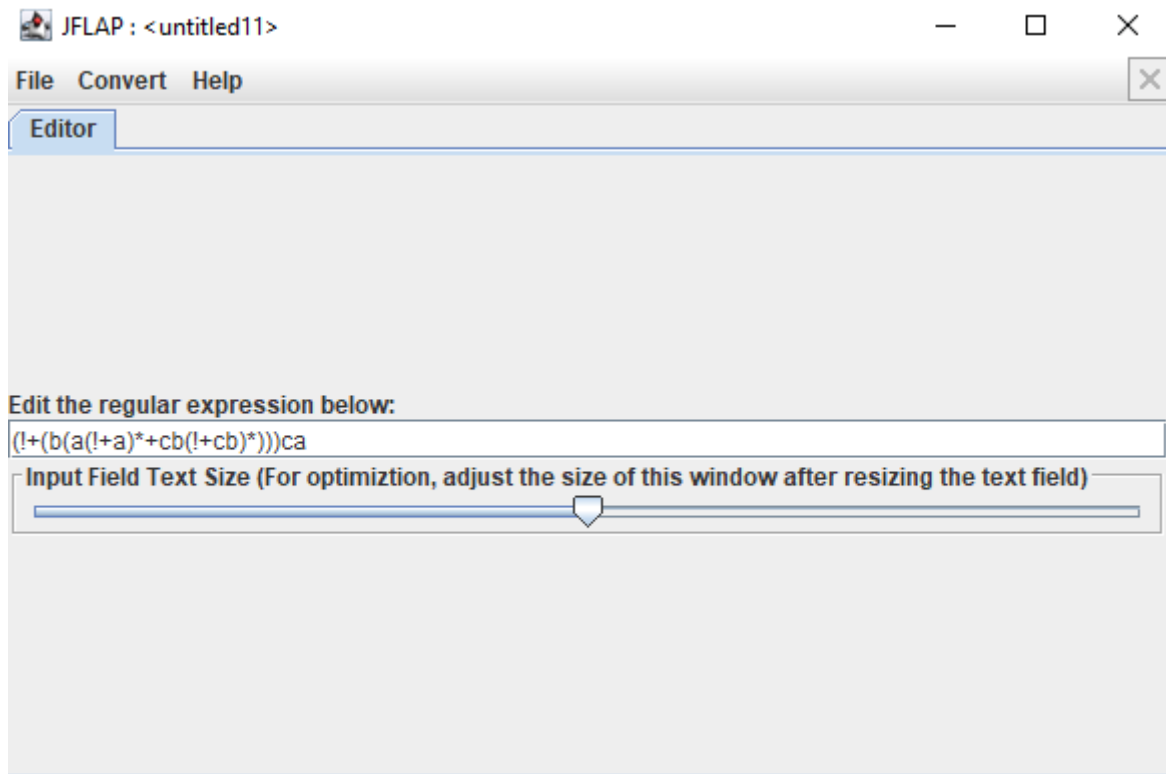 JFLAP : <untitled11>
File Convert Help
Editor
Edit the regular expression below:
(!+(b(a(!+a)*+cb(!+cb)*)))ca
Input Field Text Size (For optimiztion, adjust the size of this window after resizing the text field)